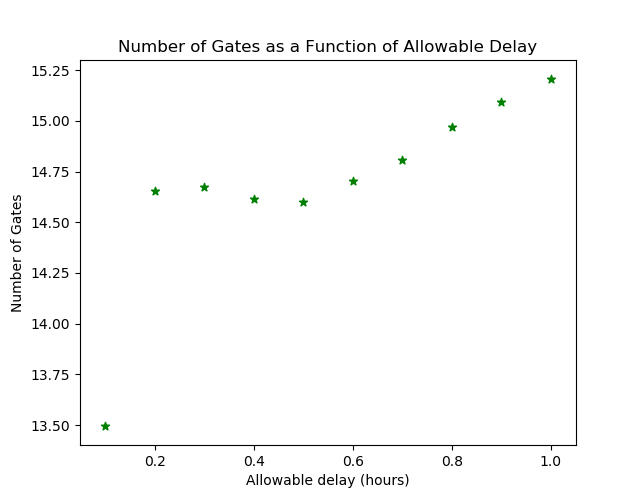 Number of Gates as a Function of Allowable Delay
15.25
15.00
14.75
14.50
14.25
14.00
13.75
13.50
Number of Gates
0.2 0.4 0.6 0.8 1.0
Allowable delay (hours)